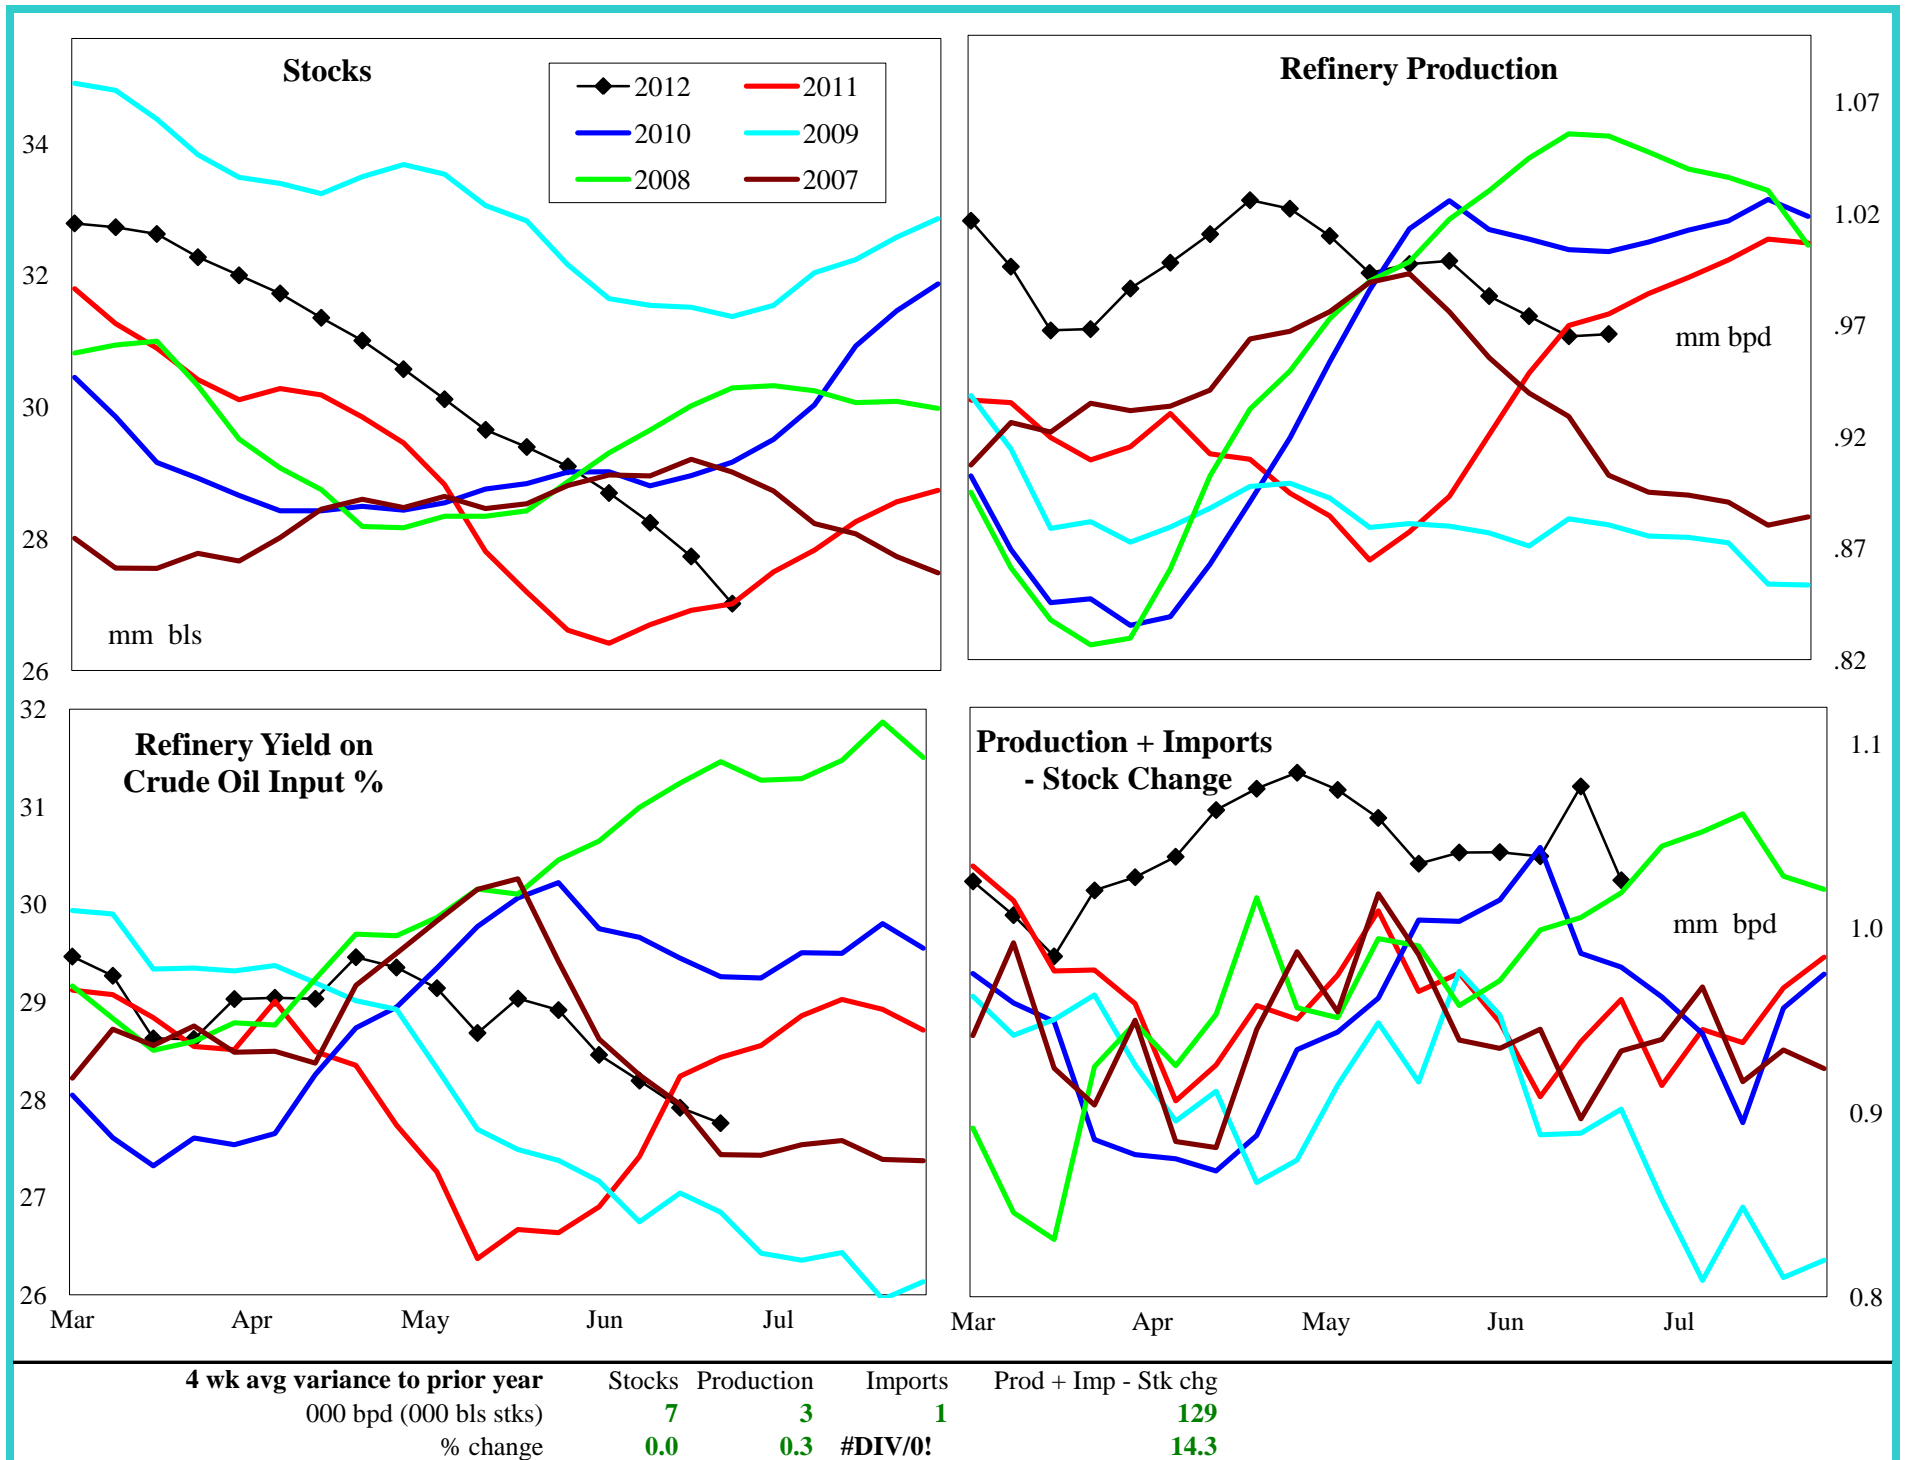 Stocks
2012 2011
2010 2009
2008 2007
34
32
30
28
26
mm bls
Refinery Production
1.07
1.02
.97
.92
.87
.82
mm bpd
Refinery Yield on
Crude Oil Input %
32
31
30
29
28
27
26
Mar Apr May Jun Jul
Production + Imports
- Stock Change
1.1
1.0
0.9
0.8
mm bpd
Mar Apr May Jun Jul
4 wk avg variance to prior year Stocks Production Imports Prod + Imp - Stk chg
000 bpd (000 bls stks) 7 3 1 129
% change 0.0 0.3 #DIV/0! 14.3